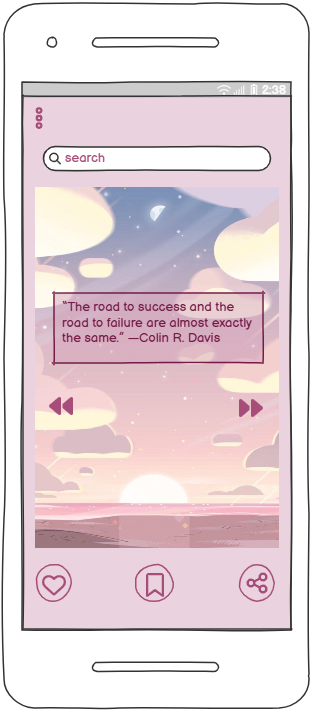 2:38
search
"The road to success and the
road to failure are almost exactly
the same." —Colin R. Davis